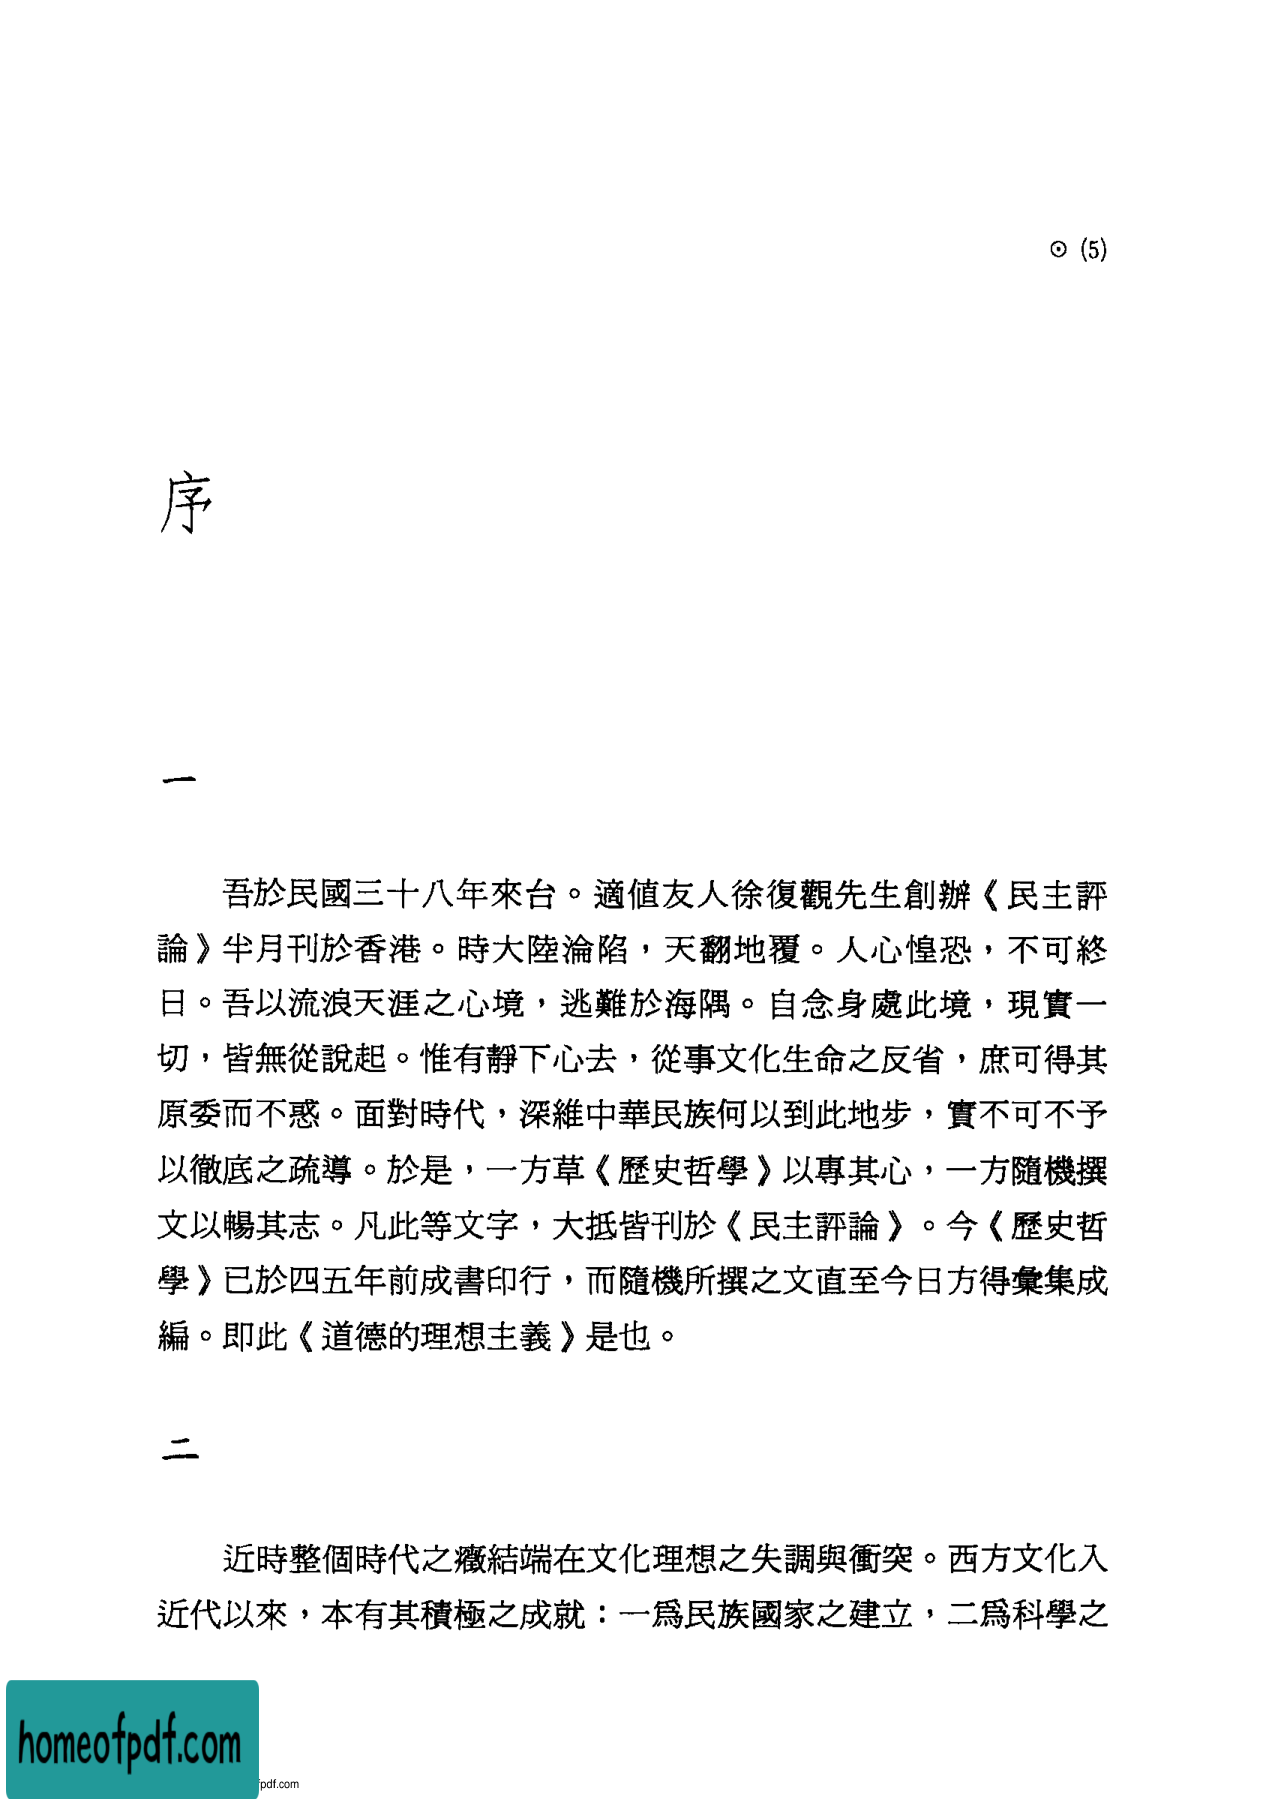 ⊙ (5)
序
一
吾於民國三十八年來台。適值友人徐復觀先生創辦《民主評
論》半月刊於香港。時大陸淪陷，天翻地覆。人心惶恐，不可終
日。吾以流浪天涯之心境，逃難於海隅。自念身處此境，現實一
切，皆無從說起。惟有靜下心去，從事文化生命之反省，庶可得其
原委而不惑。面對時代，深維中華民族何以到此地步，實不可不予
以徹底之疏導。於是，一方草《歷史哲學》以專其心，一方隨機撰
文以暢其志。凡此等文字，大抵皆刊於《民主評論》。今《歷史哲
學》已於四五年前成書印行，而隨機所撰之文直至今日方得彙集成
編。即此《道德的理想主義》是也。
二
近時整個時代之癥結端在文化理想之失調與衝突。西方文化入
近代以來，本有其積極之成就：一爲民族國家之建立，二爲科學之
homeofpdf.com
pdf.com